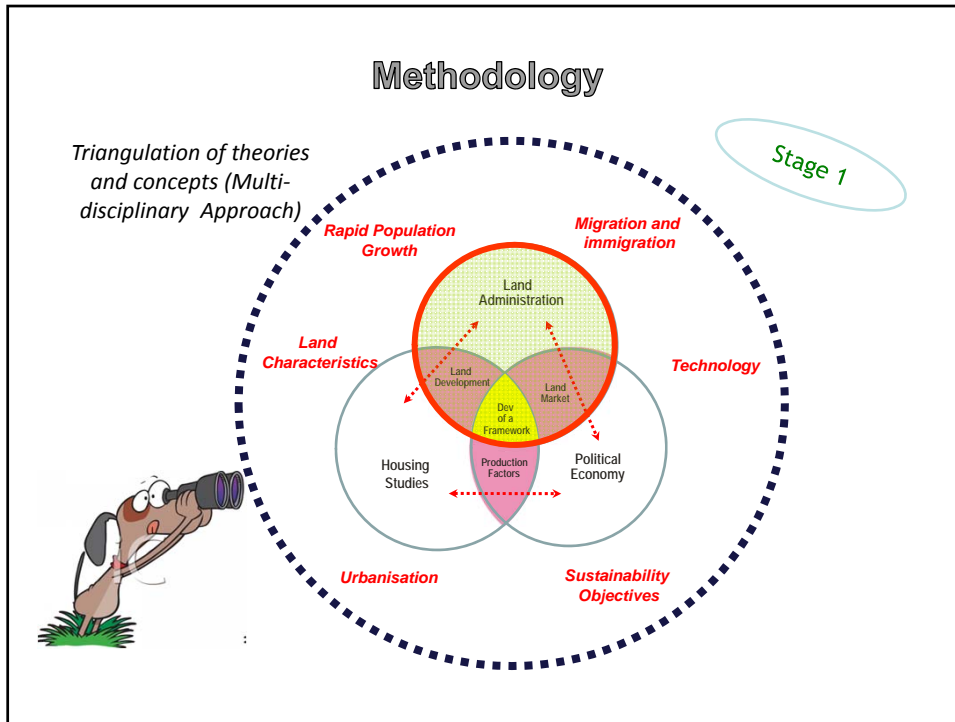 Methodology
Triangulation of theories
and concepts (Multi-
disciplinary Approach)
Stage 1
Rapid Population
Growth
Migration and
immigration
Land
Administration
Land
Characteristics
Technology
Land
Development
Land
Market
Dev
of a
Framework
Housing
Studies
Production
Factors
Political
Economy
Urbanisation
Sustainability
Objectives
: